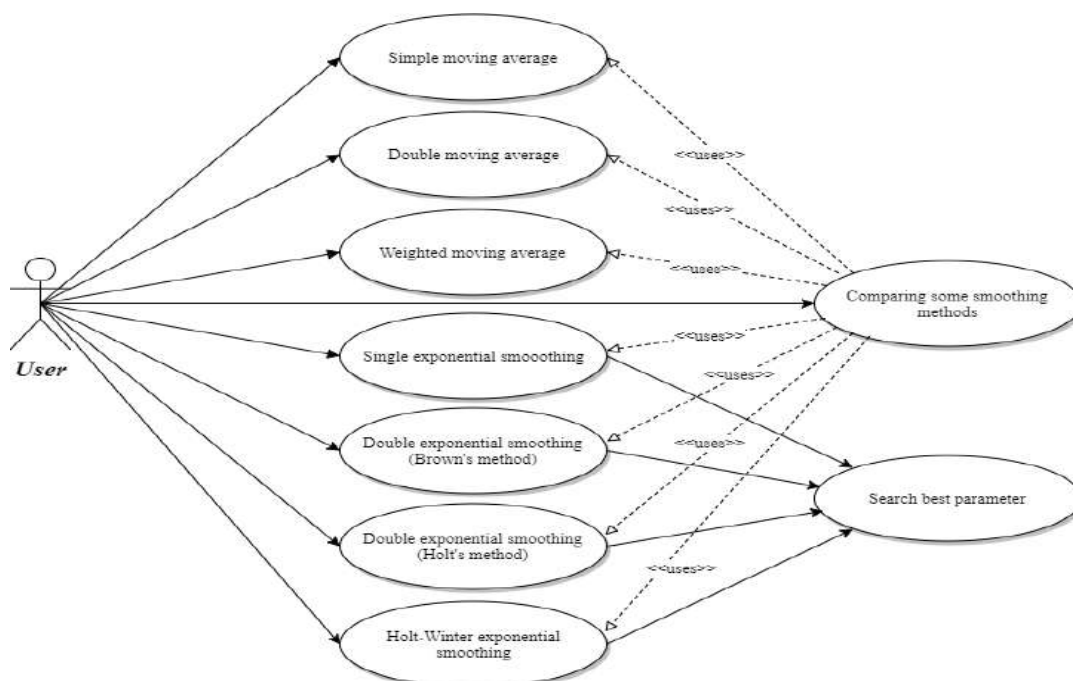 Simple moving average
Double moving average
Weighted moving average
Single exponential smooothing
Double exponential smoothing
(Brown's method)
Double exponential smoothing
(Holt's method)
Holt-Winter exponential
smoothing
User
<<uses>>
<<uses>>
<<uses>>
<<uses>>
<<uses>>
<<uses>>
<<uses>>
Comparing some smoothing
methods
Search best parameter